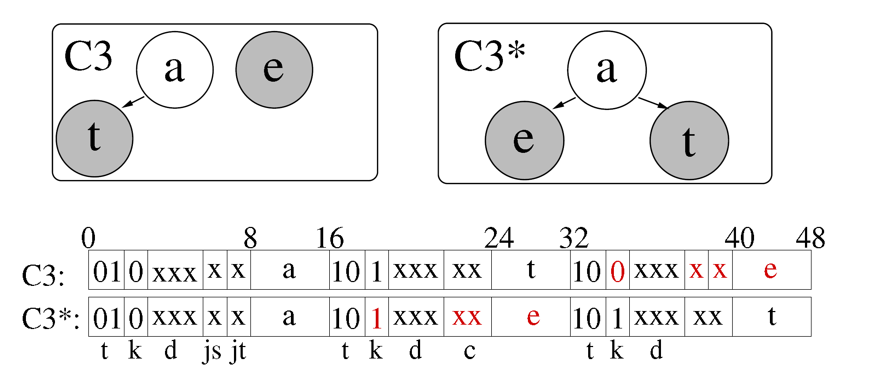 C3 a e
t
C3* a
e t
0 8 16 24 32 40 48
C3: 01 0 xxx x x a 10 1 xxx xx t 10 0 xxx x x e
C3*: 01 0 xxx x x a 10 1 xxx xx e 10 1 xxx xx t
t k d js jt t k d c t k d